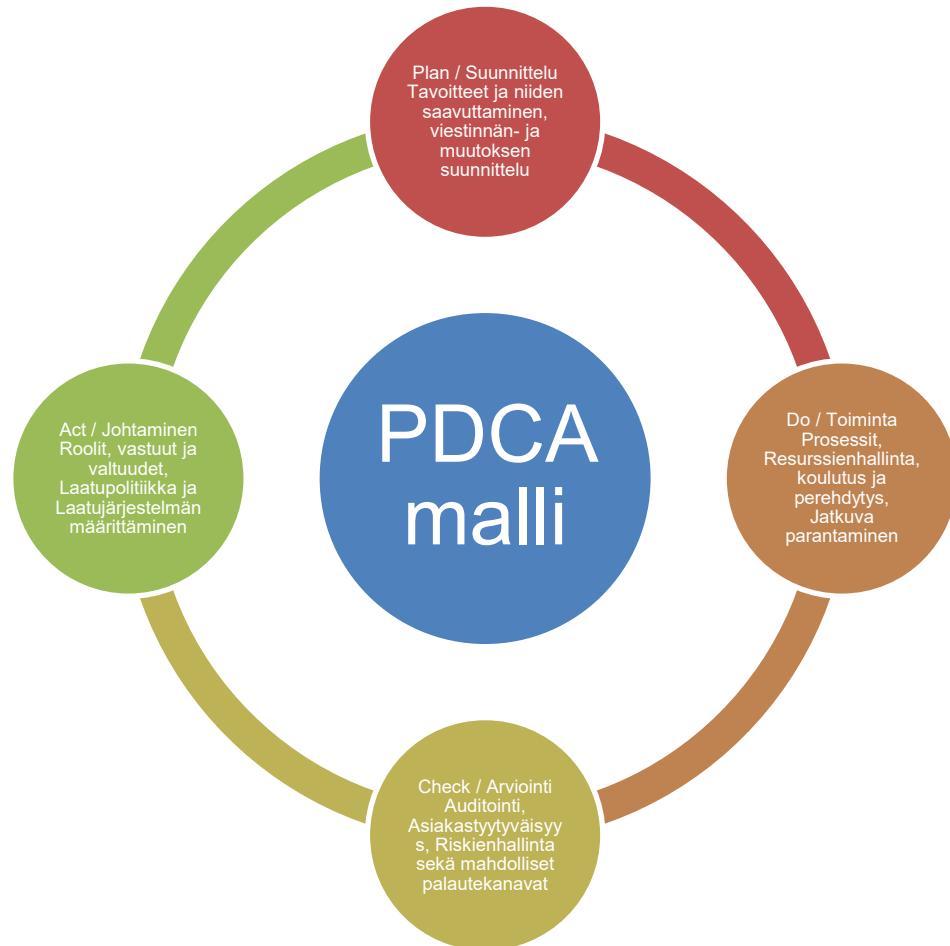 Plan / Suunnittelu
Tavoitteet ja niiden
saavuttaminen,
viestinnän- ja
muutoksen
suunnittelu
Act / Johtaminen
Roolit, vastuut ja
valtuudet,
Laatupolitiikka ja
Laatujärjestelmän
määrittäminen
PDCA
malli
Do / Toiminta
Prosessit,
Resurssienhallinta,
koulutus ja
perehdytys,
Jatkuva
parantaminen
Check / Arviointi
Auditointi,
Asiakastyytyväisyy
s, Riskienhallinta
sekä mahdolliset
palautekanavat